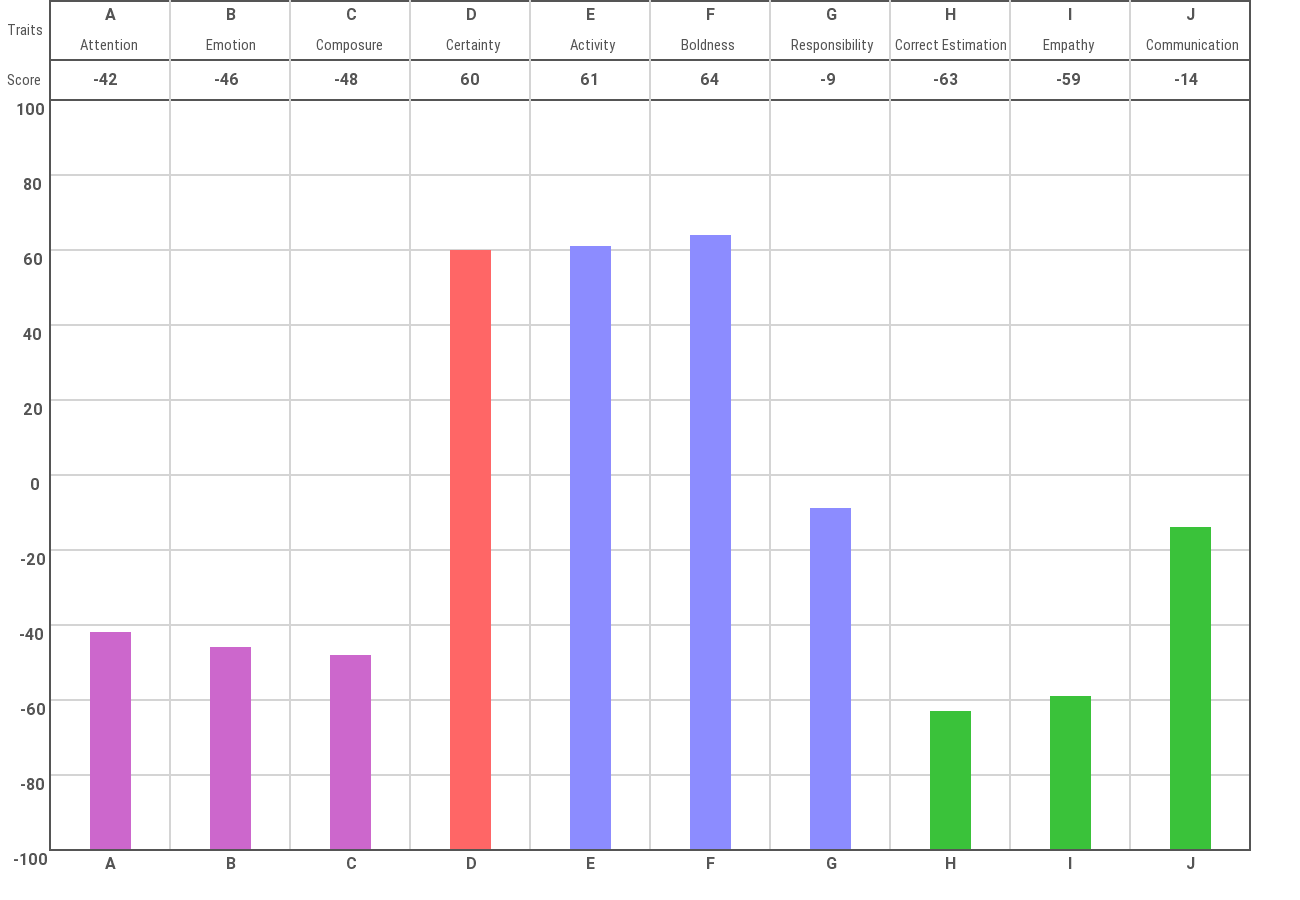 Traits A B C D E F G H I J
Attention Emotion Composure Certainty Activity Boldness Responsibility Correct Estimation Empathy Communication
Score -42 -46 -48 60 61 64 -9 -63 -59 -14
100
80
60
40
20
0
-20
-40
-60
-80
-100
A B C D E F G H I J